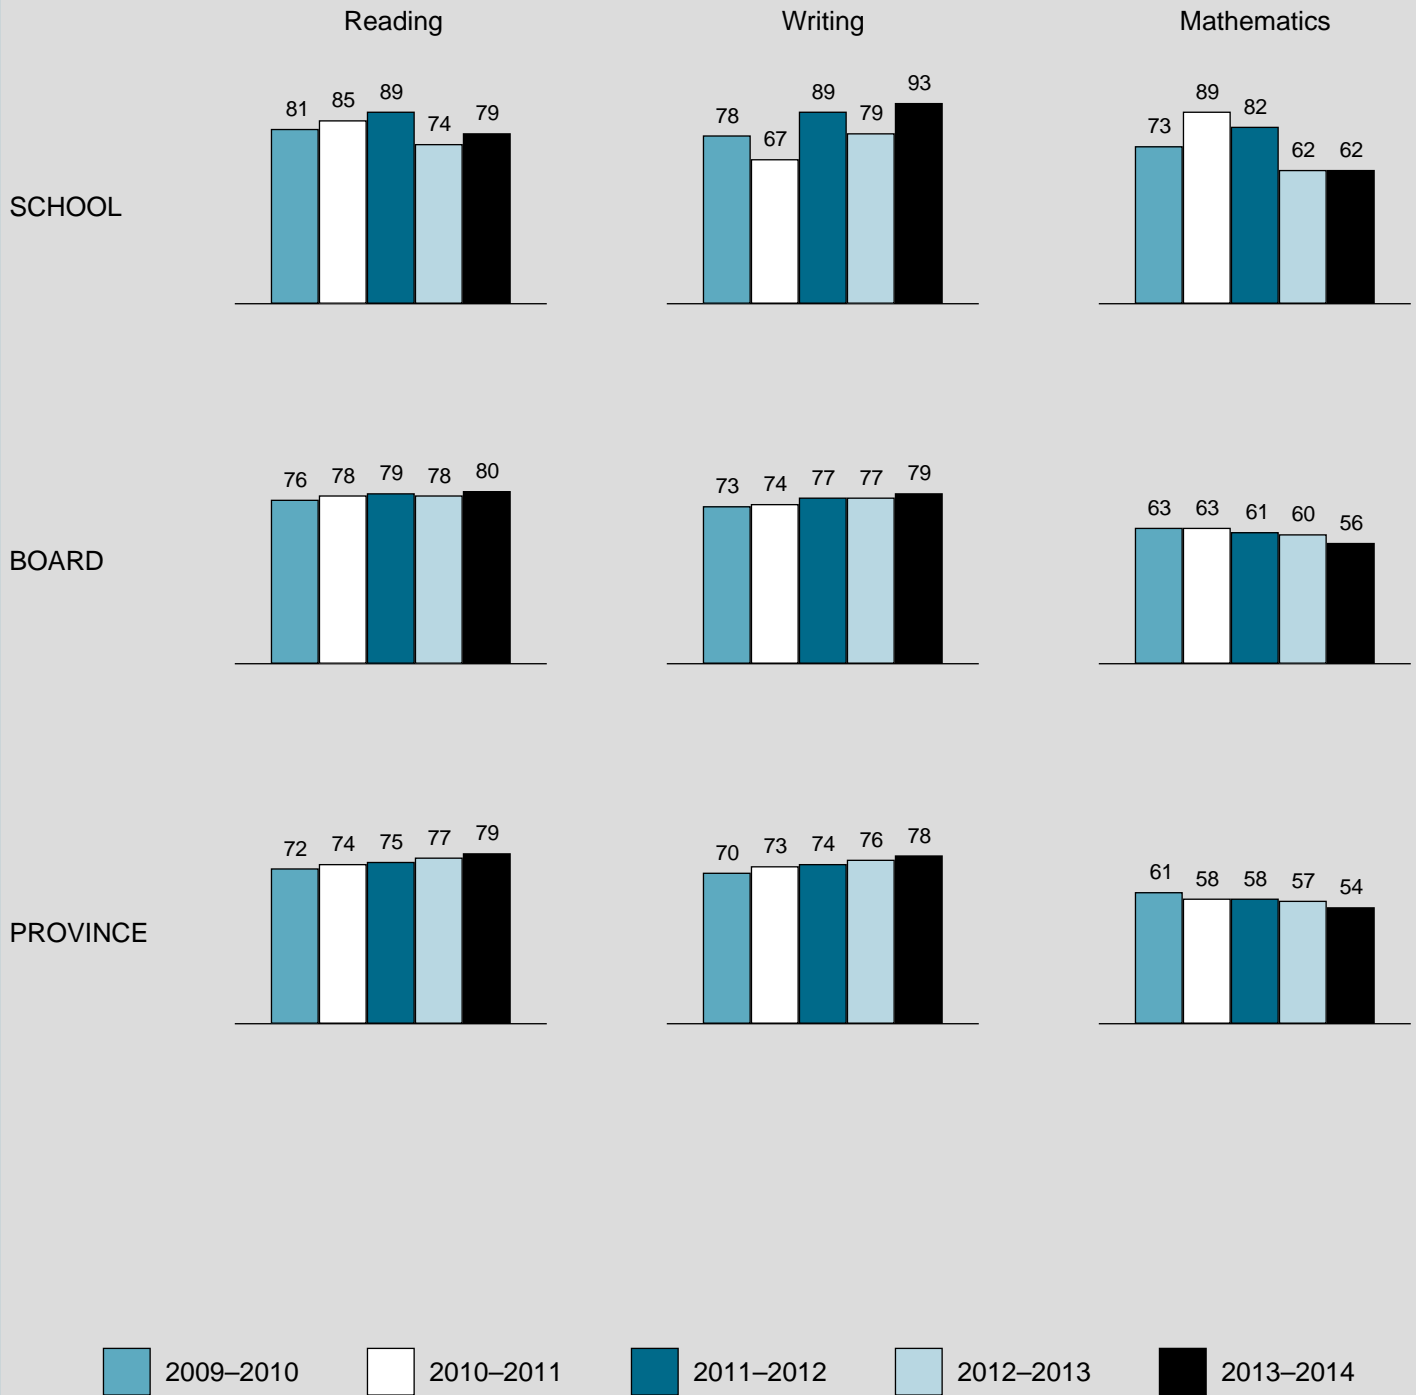 Reading Writing Mathematics
SCHOOL
81 85 89 74 79
78 67 89 79 93
73 89 82 62 62
BOARD
76 78 79 78 80
73 74 77 77 79
63 63 61 60 56
PROVINCE
72 74 75 77 79
70 73 74 76 78
61 58 58 57 54
2009–2010 2010–2011 2011–2012 2012–2013 2013–2014